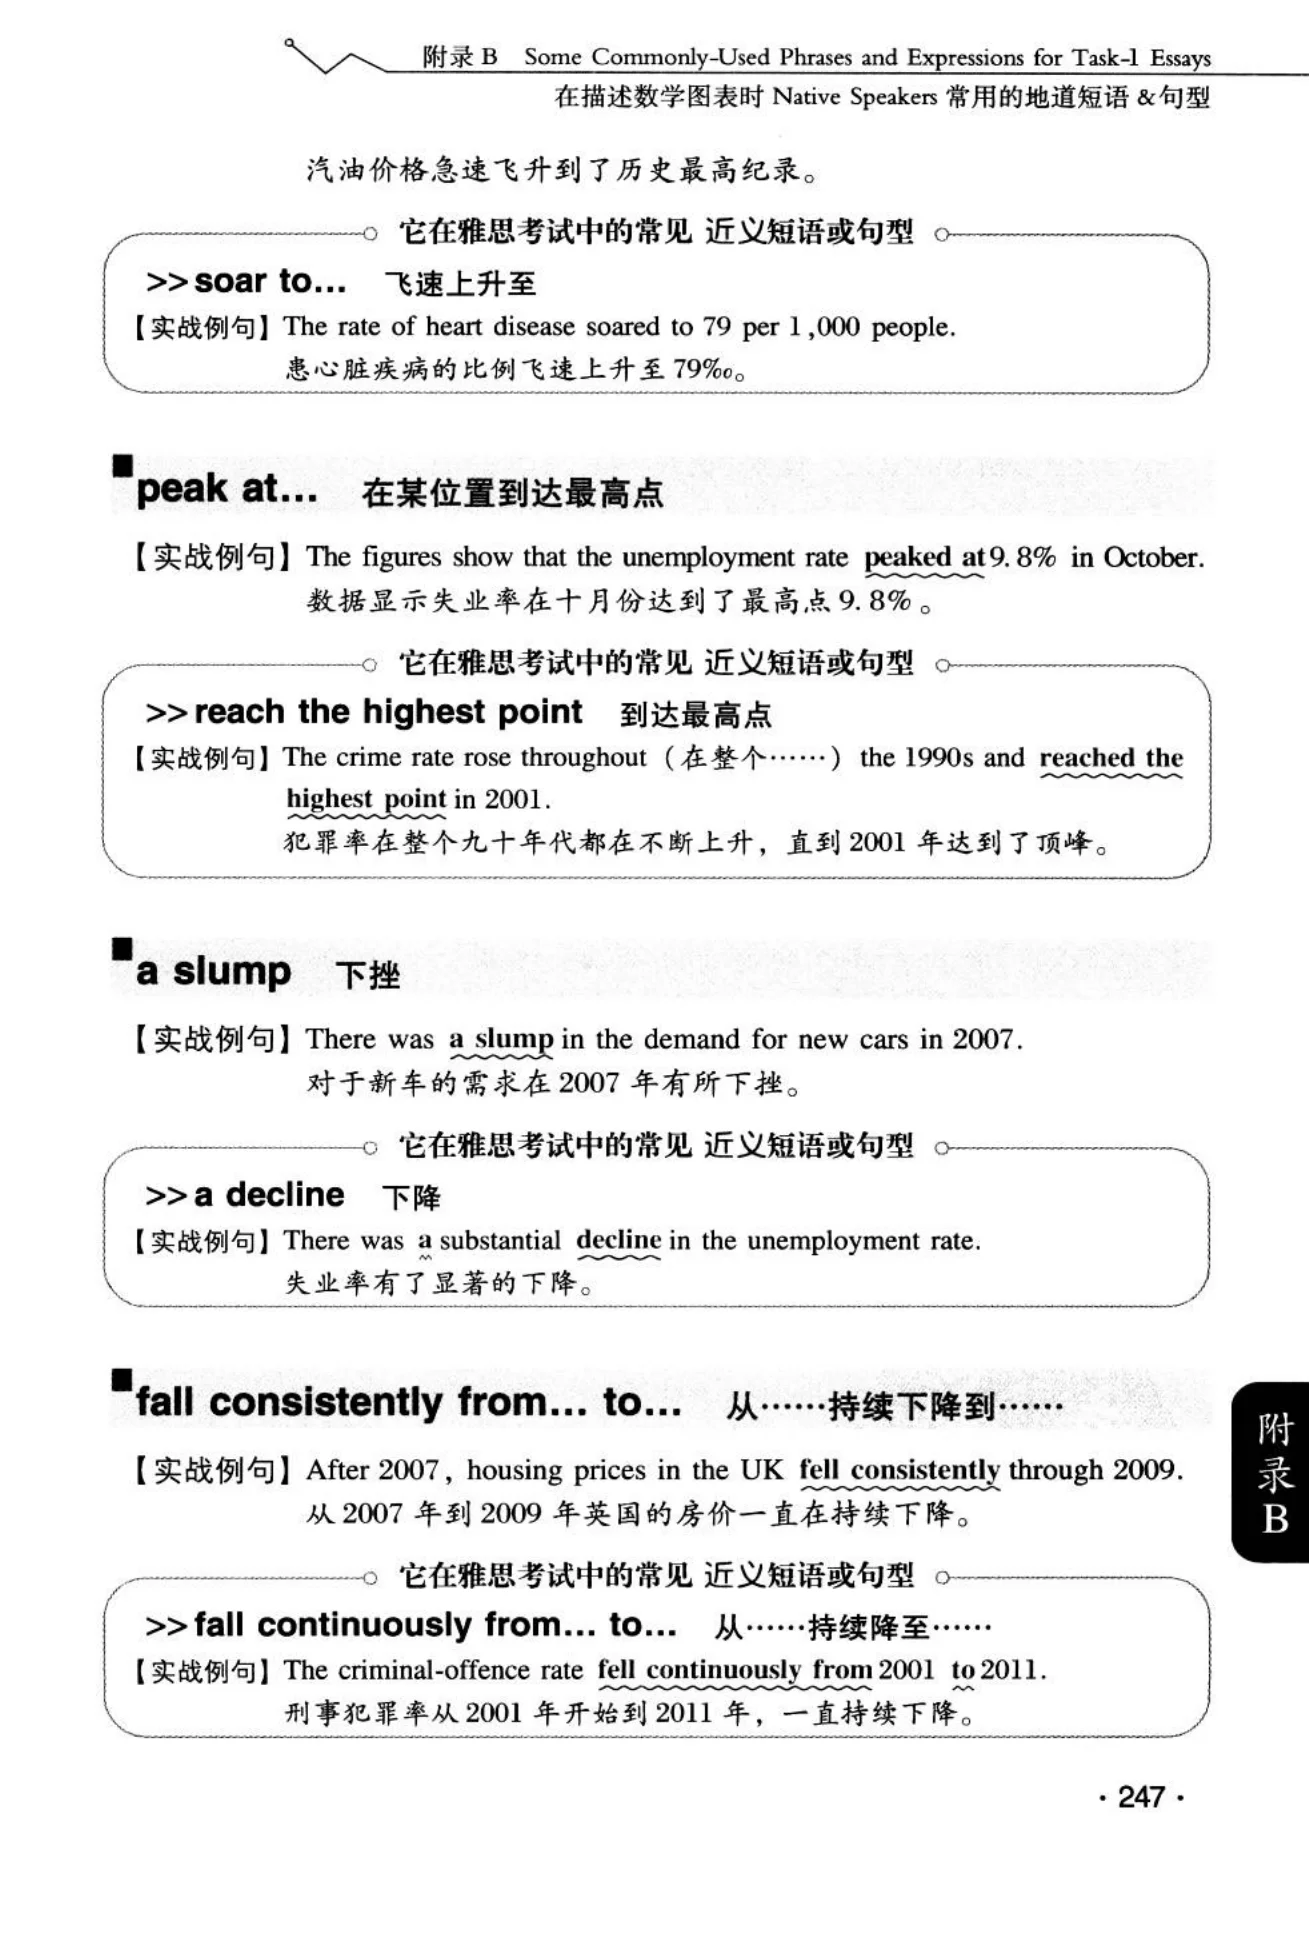 附录 B Some Commonly-Used Phrases and Expressions for Task-1 Essays
在描述数学图表时 Native Speakers 常用的地道短语 &句型
汽油价格急速飞升到了历史最高纪录。
它在雅思考试中的常见 近义短语或句型
>>soar to... 飞速上升至
【实战例句】The rate of heart disease soared to 79 per 1,000 people.
患心脏疾病的比例飞速上升至 79‰。
peak at... 在某位置到达最高点
【实战例句】The figures show that the unemployment rate peaked at 9.8% in October.
数据显示失业率在十月份达到了最高点 9.8%。
它在雅思考试中的常见 近义短语或句型
>>reach the highest point 到达最高点
【实战例句】The crime rate rose throughout (在整个……) the 1990s and reached the
highest point in 2001.
犯罪率在整个九十年代都在不断上升，直到 2001 年达到了顶峰。
a slump 下挫
【实战例句】There was a slump in the demand for new cars in 2007.
对于新车的需求在 2007 年有所下挫。
它在雅思考试中的常见 近义短语或句型
>>a decline 下降
【实战例句】There was a substantial decline in the unemployment rate.
失业率有了显著的下降。
fall consistently from... to... 从……持续下降到……
【实战例句】After 2007, housing prices in the UK fell consistently through 2009.
从 2007 年到 2009 年英国的房价一直在持续下降。
它在雅思考试中的常见 近义短语或句型
>>fall continuously from... to... 从……持续降至……
【实战例句】The criminal-offence rate fell continuously from 2001 to 2011.
刑事犯罪率从 2001 年开始到 2011 年，一直持续下降。
附录B
· 247 ·